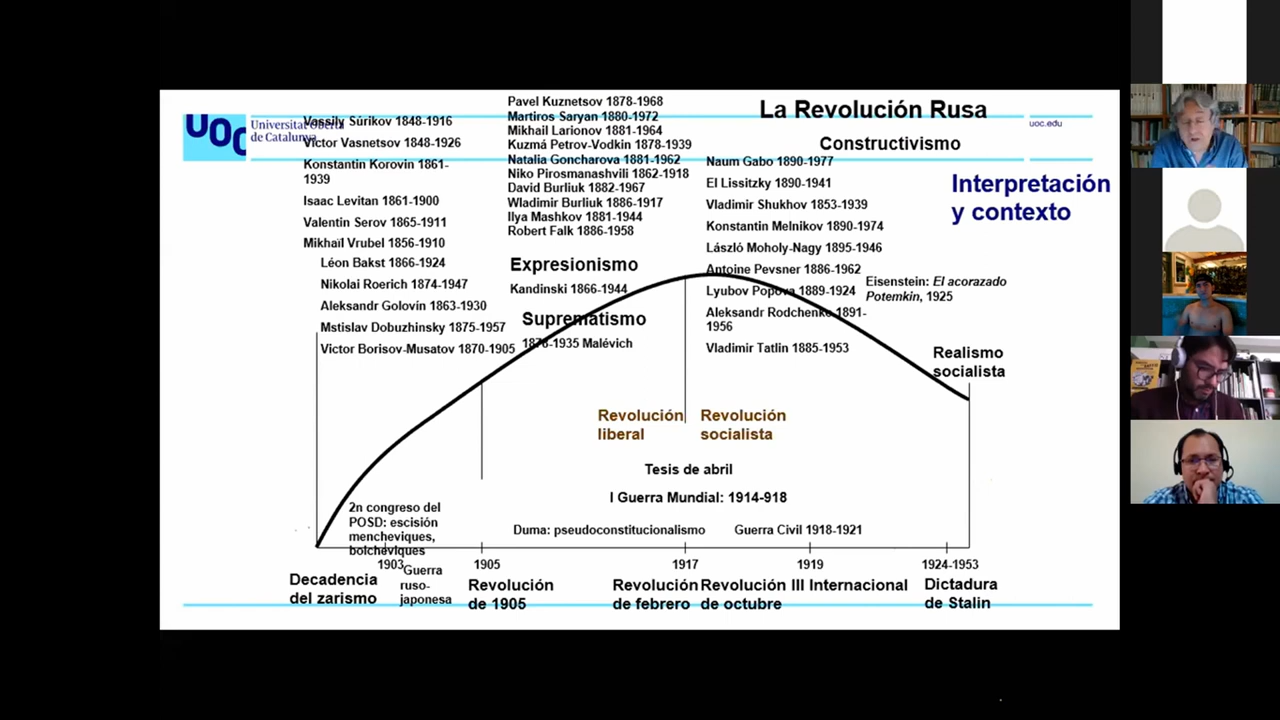 UOC
Universitat Oberta
de Catalunya
uoc.edu
La Revolución Rusa
Constructivismo
Interpretación
y contexto
Vassily Súrikov 1848-1916
Victor Vasnetsov 1848-1926
Konstantin Korovin 1861-
1939
Isaac Levitan 1861-1900
Valentin Serov 1865-1911
Mikhaïl Vrubel 1856-1910
Léon Bakst 1866-1924
Nikolai Roerich 1874-1947
Aleksandr Golovín 1863-1930
Mstislav Dobuzhinsky 1875-1957
Victor Borisov-Musatov 1870-1905
Pavel Kuznetsov 1878-1968
Martiros Saryan 1880-1972
Mikhail Larionov 1881-1964
Kuzmá Petrov-Vodkin 1878-1939
Natalia Goncharova 1881-1962
Niko Pirosmanashvili 1862-1918
David Burliuk 1882-1967
Wladimir Burliuk 1886-1917
Ilya Mashkov 1881-1944
Robert Falk 1886-1958
Expresionismo
Kandinski 1866-1944
Suprematismo
1878-1935 Malévich
Naum Gabo 1890-1977
El Lissitzky 1890-1941
Vladimir Shukhov 1853-1939
Konstantin Melnikov 1890-1974
László Moholy-Nagy 1895-1946
Antoine Pevsner 1886-1962
Lyubov Popova 1889-1924
Aleksandr Rodchenko 1891-
1956
Vladimir Tatlin 1885-1953
Eisenstein: El acorazado
Potemkin, 1925
Realismo
socialista
Revolución
liberal
Revolución
socialista
Tesis de abril
I Guerra Mundial: 1914-918
Duma: pseudoconstitucionalismo
Guerra Civil 1918-1921
2n congreso del
POSD: escisión
mencheviques,
bolcheviques
1903
1905
1917
1919
1924-1953
Decadencia
del zarismo
Guerra
ruso-
japonesa
Revolución
de 1905
Revolución
de febrero
Revolución
de octubre
III Internacional
Dictadura
de Stalin